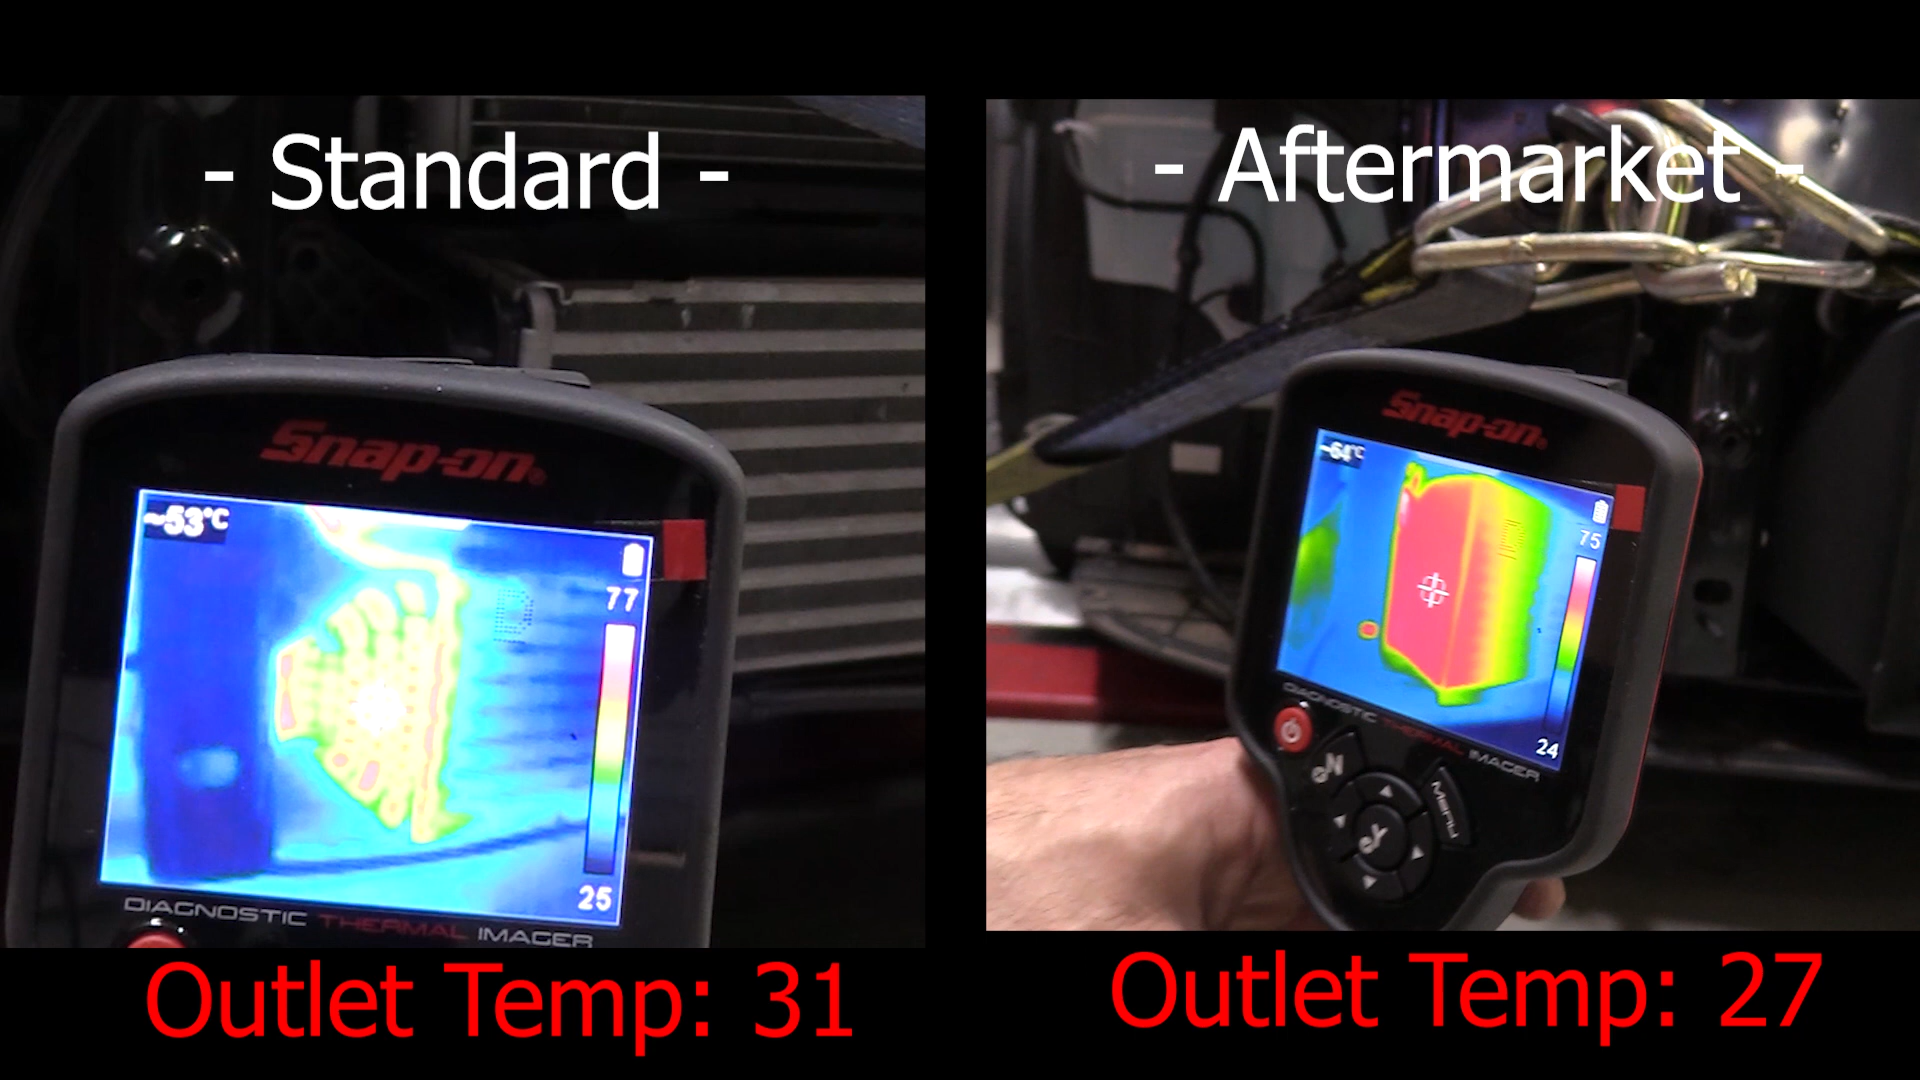 - Standard -
Snap-on
~53°C
77
25
DIAGNOSTIC THERMAL IMAGER
Outlet Temp: 31
- Aftermarket -
Snap-on
~64°C
75
24
DIAGNOSTIC THERMAL IMAGER
Menu
Outlet Temp: 27